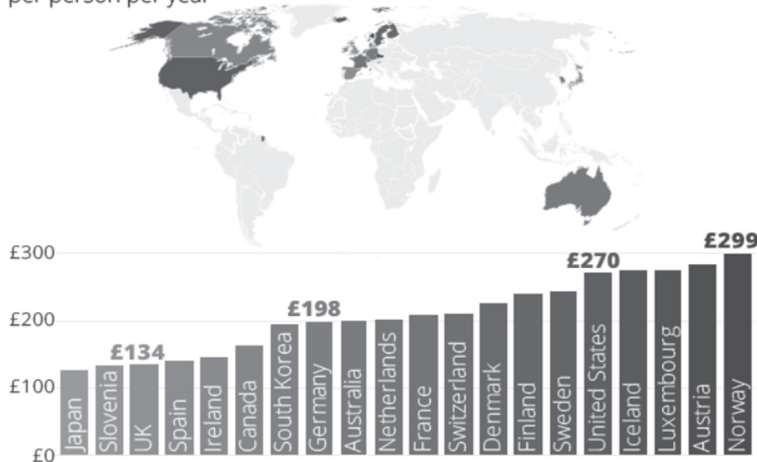 per person per year
£300
£299
£270
£200
£198
£134
£100
£0
Japan
Slovenia
UK
Spain
Ireland
Canada
South Korea
Germany
Australia
Netherlands
France
Switzerland
Denmark
Finland
Sweden
United States
Iceland
Luxembourg
Austria
Norway